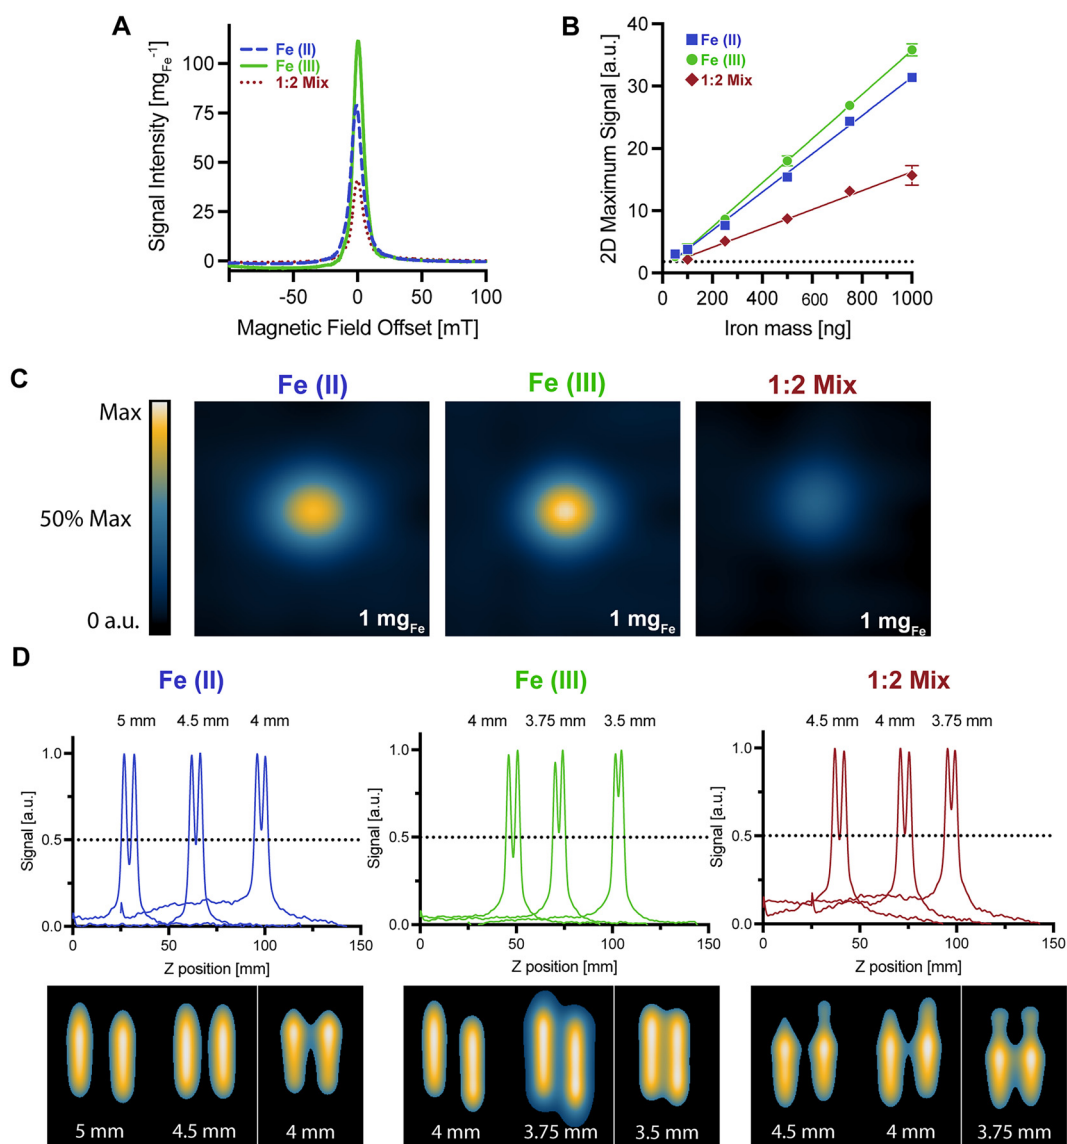 A
Signal Intensity [mg_Fe^-1]
100
75
50
25
0
Fe (II)
Fe (III)
1:2 Mix
-50
0
50
100
Magnetic Field Offset [mT]
B
2D Maximum Signal [a.u.]
40
30
20
10
0
Fe (II)
Fe (III)
1:2 Mix
0
200
400
600
800
1000
Iron mass [ng]
C
Fe (II)
Fe (III)
1:2 Mix
Max
50% Max
0 a.u.
1 mg_Fe
1 mg_Fe
1 mg_Fe
D
Fe (II)
5 mm
4.5 mm
4 mm
Signal [a.u.]
1.0
0.5
0.0
0
50
100
150
Z position [mm]
5 mm
4.5 mm
4 mm
Fe (III)
4 mm
3.75 mm
3.5 mm
Signal [a.u.]
1.0
0.5
0.0
0
50
100
150
Z position [mm]
4 mm
3.75 mm
3.5 mm
1:2 Mix
4.5 mm
4 mm
3.75 mm
Signal [a.u.]
1.0
0.5
0.0
0
50
100
150
Z position [mm]
4.5 mm
4 mm
3.75 mm